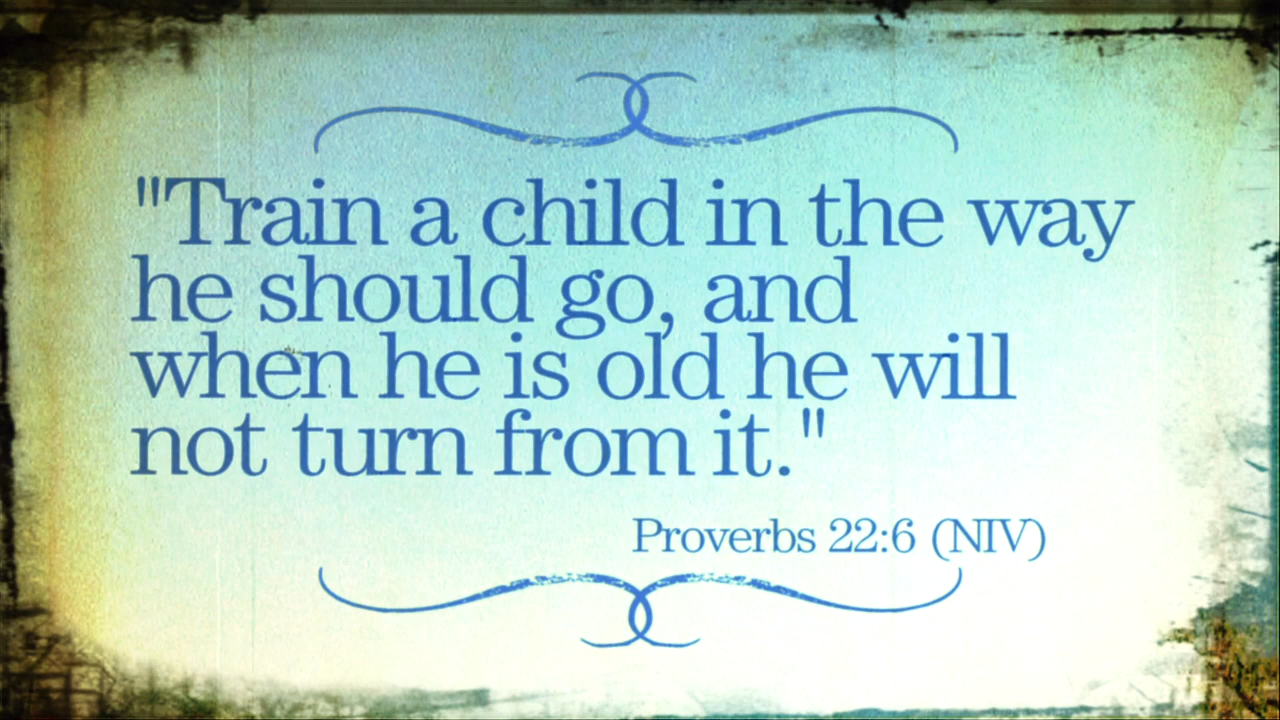 "Train a child in the way
he should go, and
when he is old he will
not turn from it."
Proverbs 22:6 (NIV)